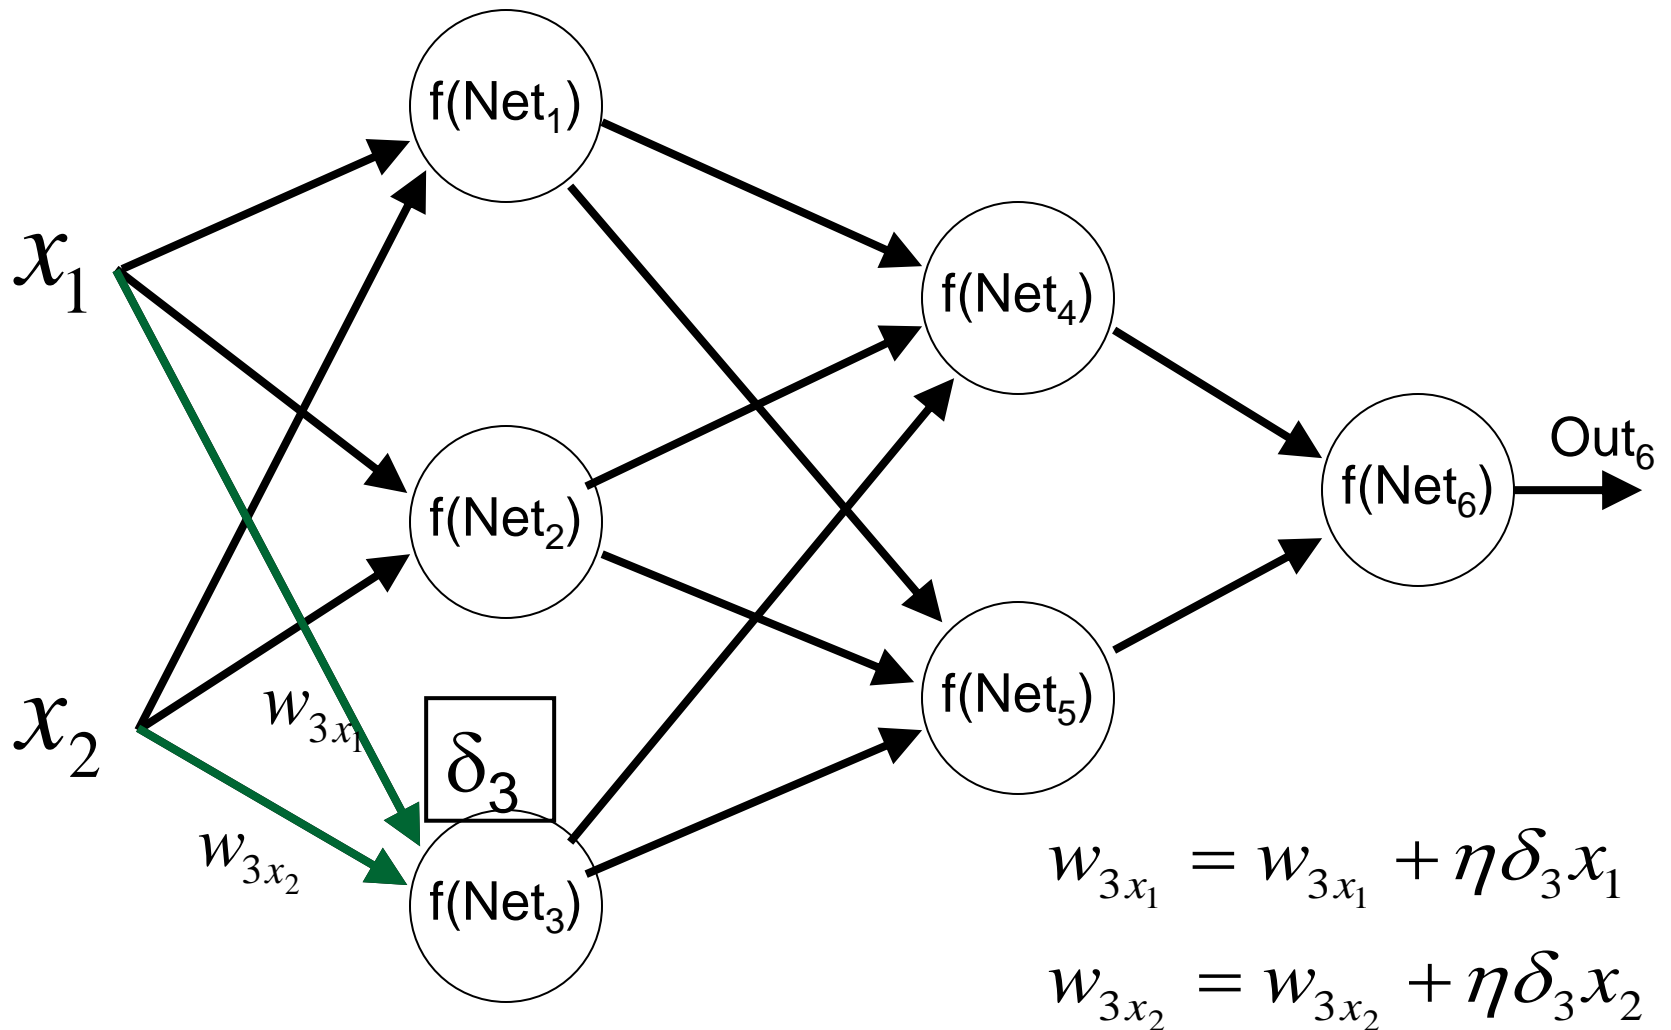 f(Net₁)
x₁
f(Net₄)
Out₆
f(Net₂)
f(Net₆)
x₂
w₃ₓ₁
δ₃
f(Net₅)
w₃ₓ₂
f(Net₃)
w₃ₓ₁ = w₃ₓ₁ + ηδ₃x₁
w₃ₓ₂ = w₃ₓ₂ + ηδ₃x₂